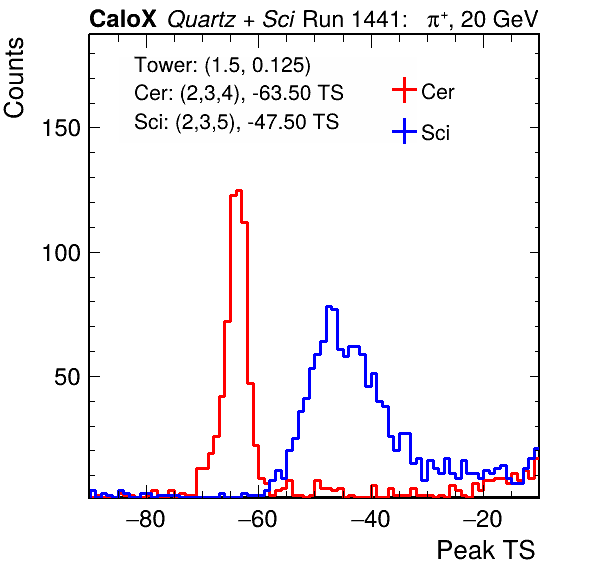 CaloX Quartz + Sci Run 1441: π⁺, 20 GeV
Counts
Tower: (1.5, 0.125)
Cer: (2,3,4), -63.50 TS
Sci: (2,3,5), -47.50 TS
Cer
Sci
150
100
50
−80 −60 −40 −20
Peak TS